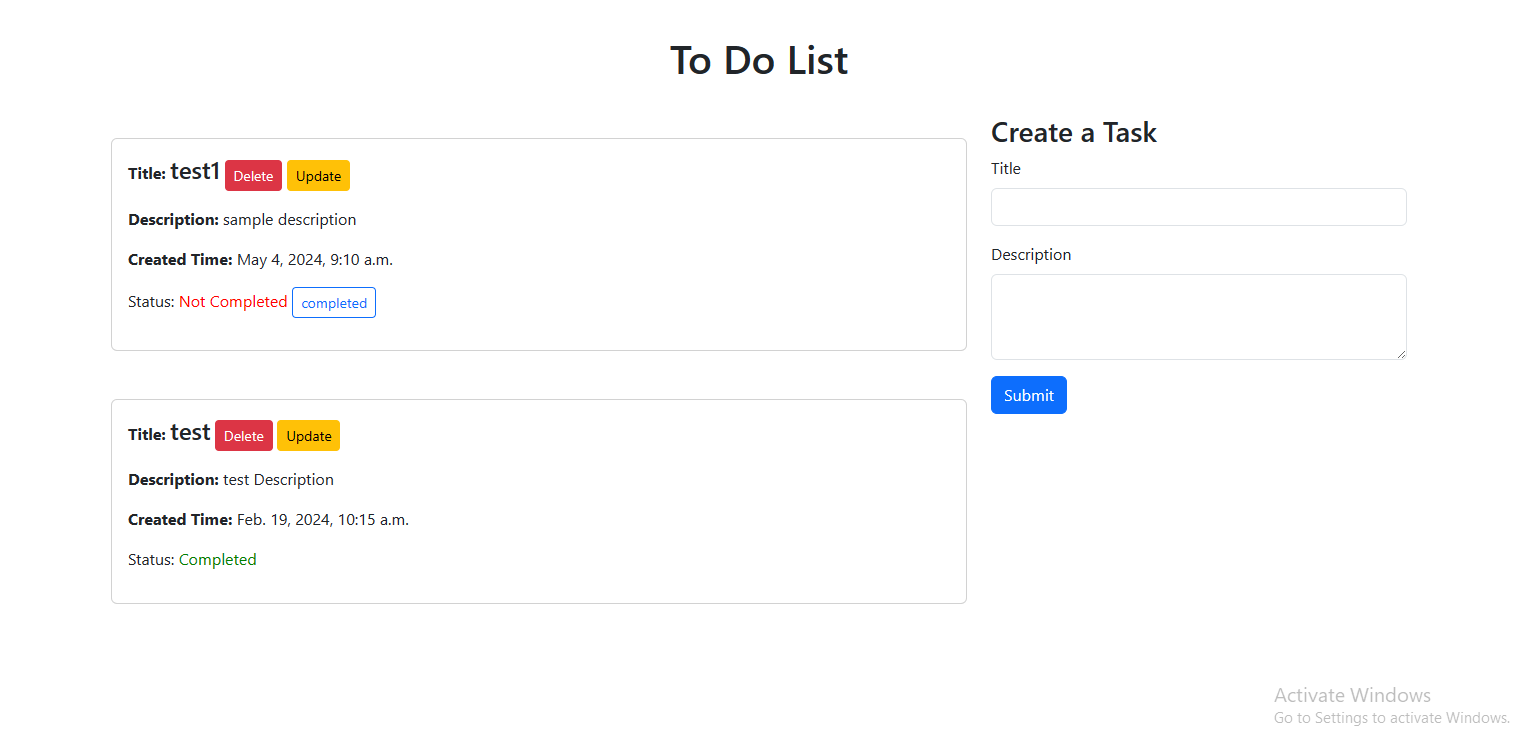 To Do List
Title: test1 Delete Update
Description: sample description
Created Time: May 4, 2024, 9:10 a.m.
Status: Not Completed completed
Title: test Delete Update
Description: test Description
Created Time: Feb. 19, 2024, 10:15 a.m.
Status: Completed
Create a Task
Title
Description
Submit
Activate Windows
Go to Settings to activate Windows.